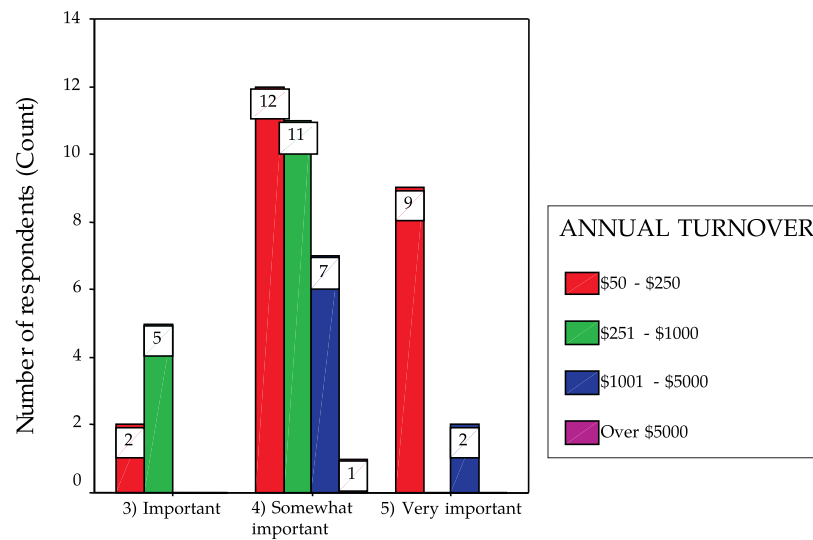 Number of respondents (Count)
14
12
10
8
6
4
2
0
2
5
12
11
7
1
9
2
3) Important
4) Somewhat
important
5) Very important
ANNUAL TURNOVER
$50 - $250
$251 - $1000
$1001 - $5000
Over $5000